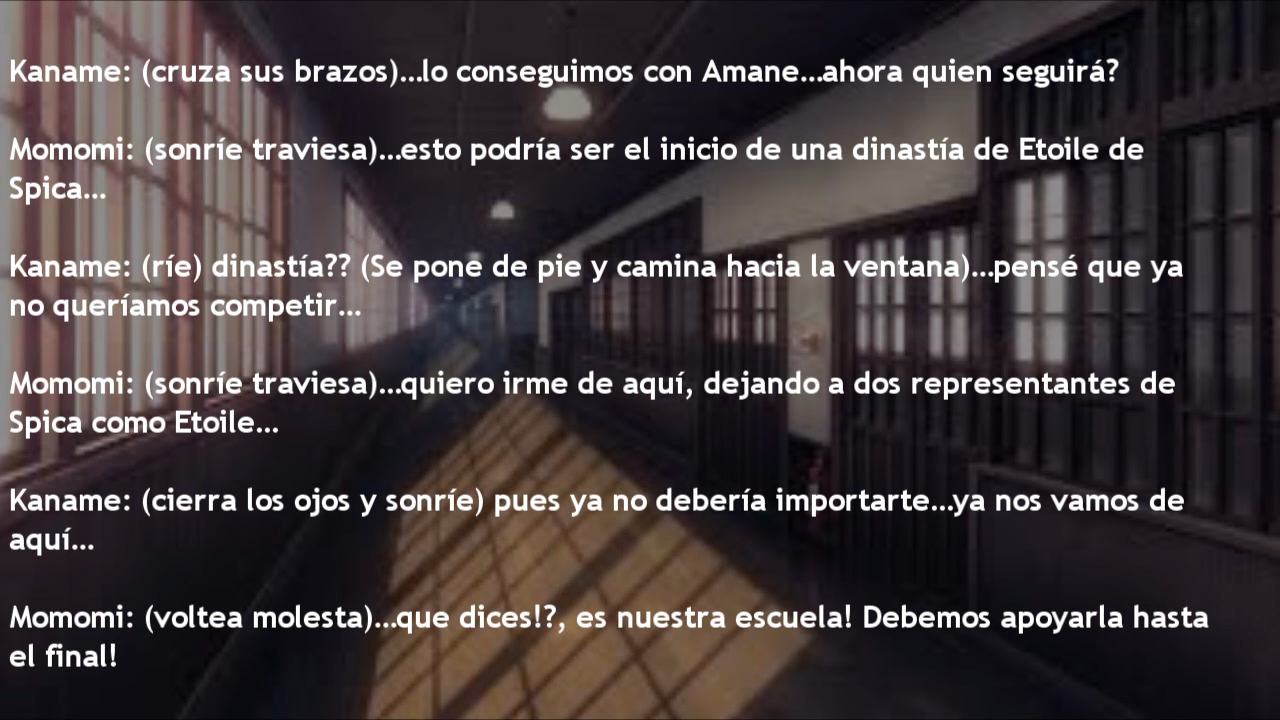 Kaname: (cruza sus brazos)...lo conseguimos con Amane...ahora quien seguirá?
Momomi: (sonríe traviesa)...esto podría ser el inicio de una dinastía de Etoile de
Spica...
Kaname: (ríe) dinastía?? (Se pone de pie y camina hacia la ventana)...pensé que ya
no queríamos competir...
Momomi: (sonríe traviesa)...quiero irme de aquí, dejando a dos representantes de
Spica como Etoile...
Kaname: (cierra los ojos y sonríe) pues ya no debería importarte...ya nos vamos de
aquí...
Momomi: (voltea molesta)...que dices!?, es nuestra escuela! Debemos apoyarla hasta
el final!